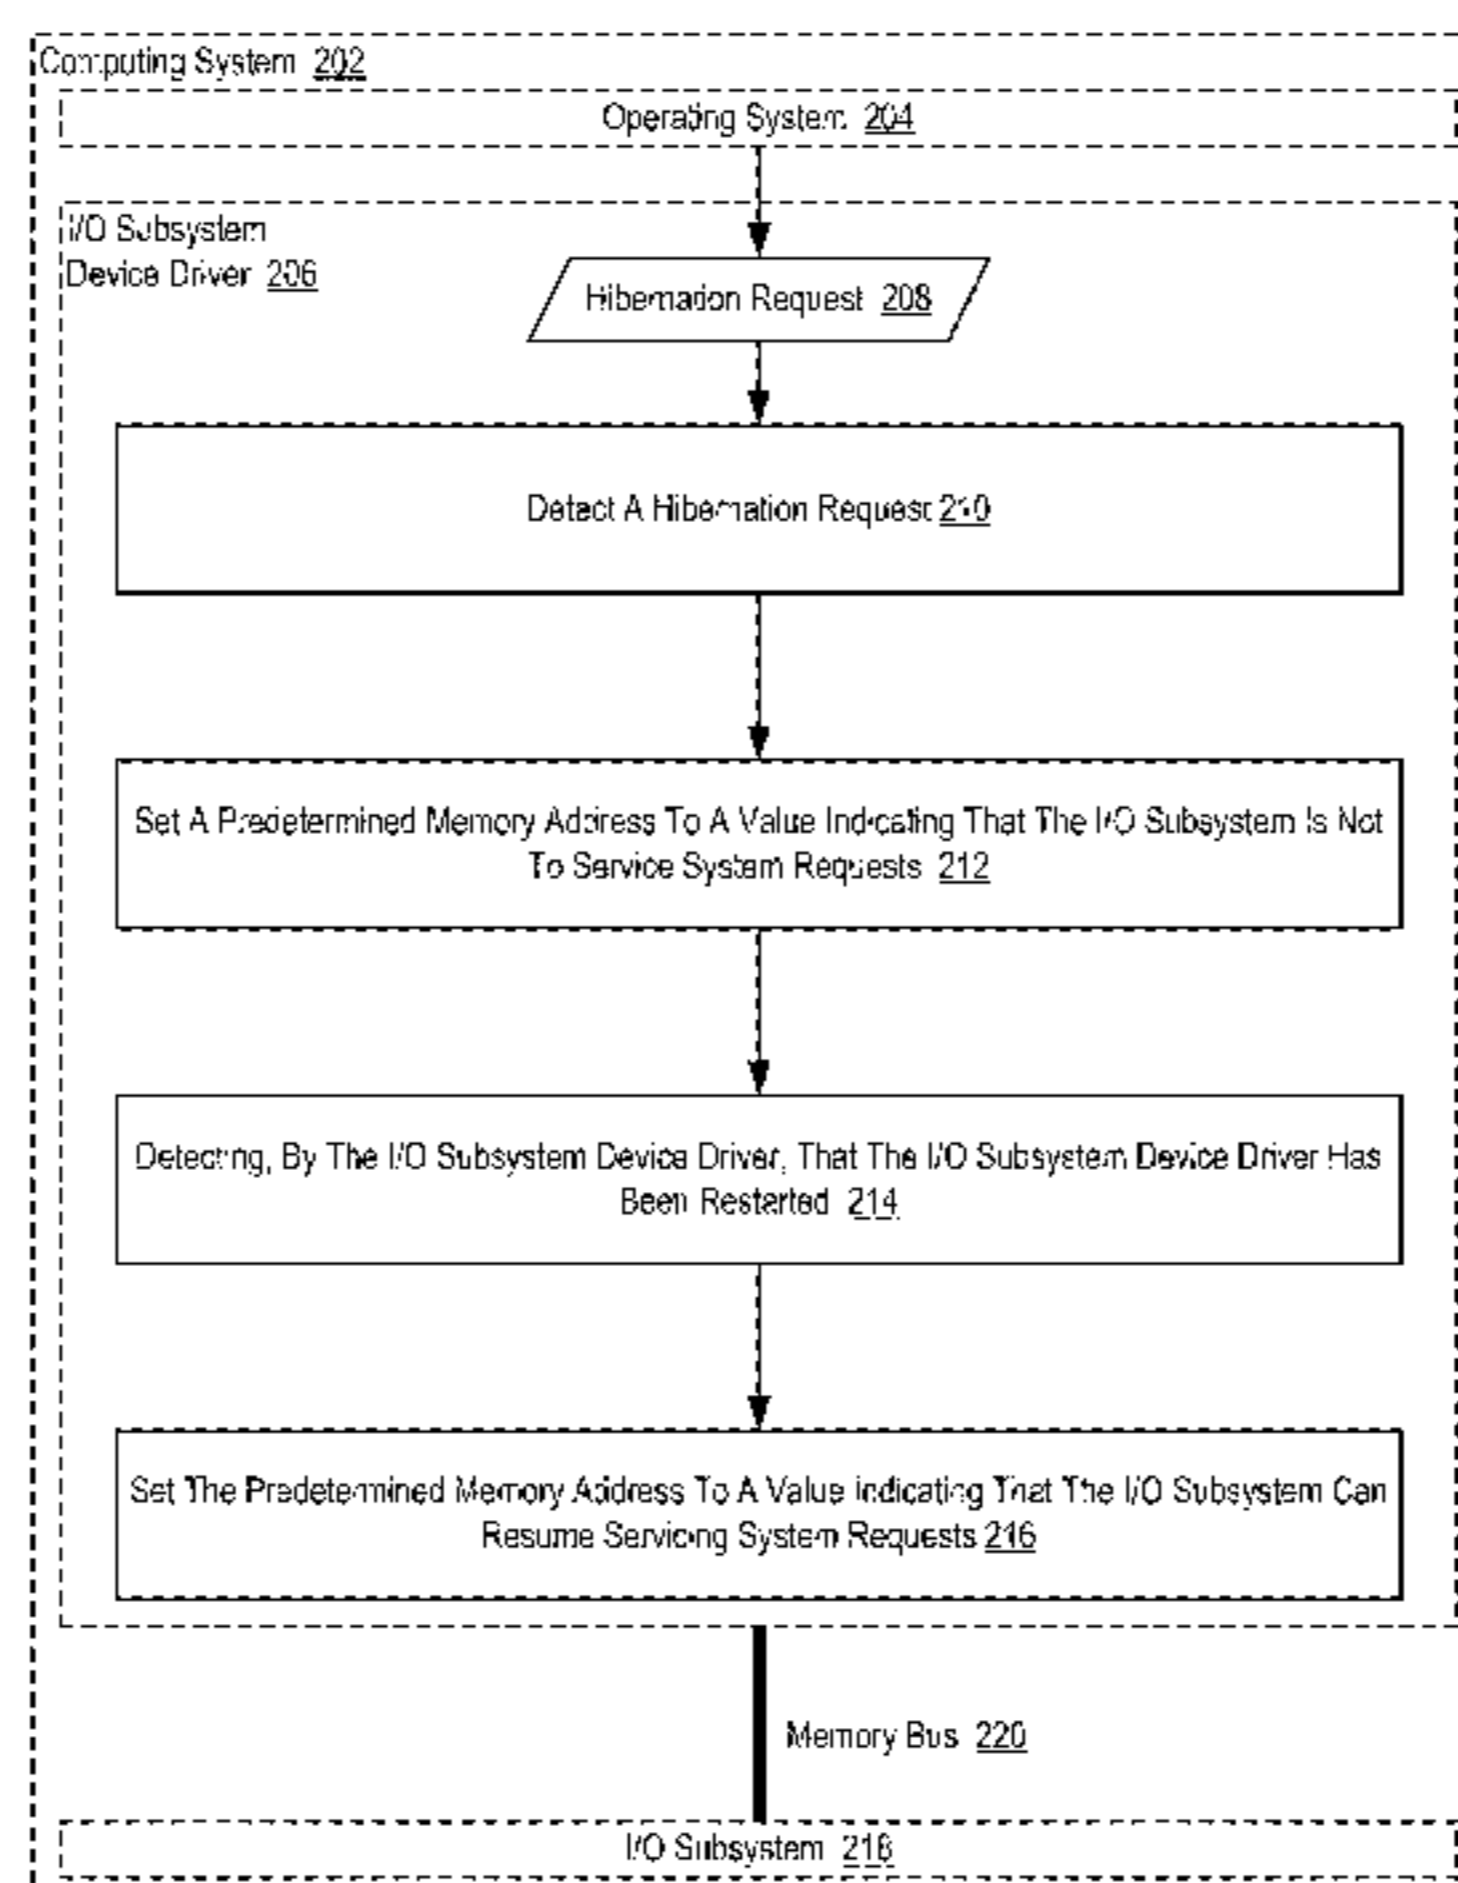 Computing System 202
Operating System 204
I/O Subsystem
Device Driver 206
Hibernation Request 208
Detect A Hibernation Request 210
Set A Predetermined Memory Address To A Value Indicating That The I/O Subsystem Is Not
To Service System Requests 212
Detecting, By The I/O Subsystem Device Driver, That The I/O Subsystem Device Driver Has
Been Restarted 214
Set The Predetermined Memory Address To A Value Indicating That The I/O Subsystem Can
Resume Servicing System Requests 216
Memory Bus 220
I/O Subsystem 218